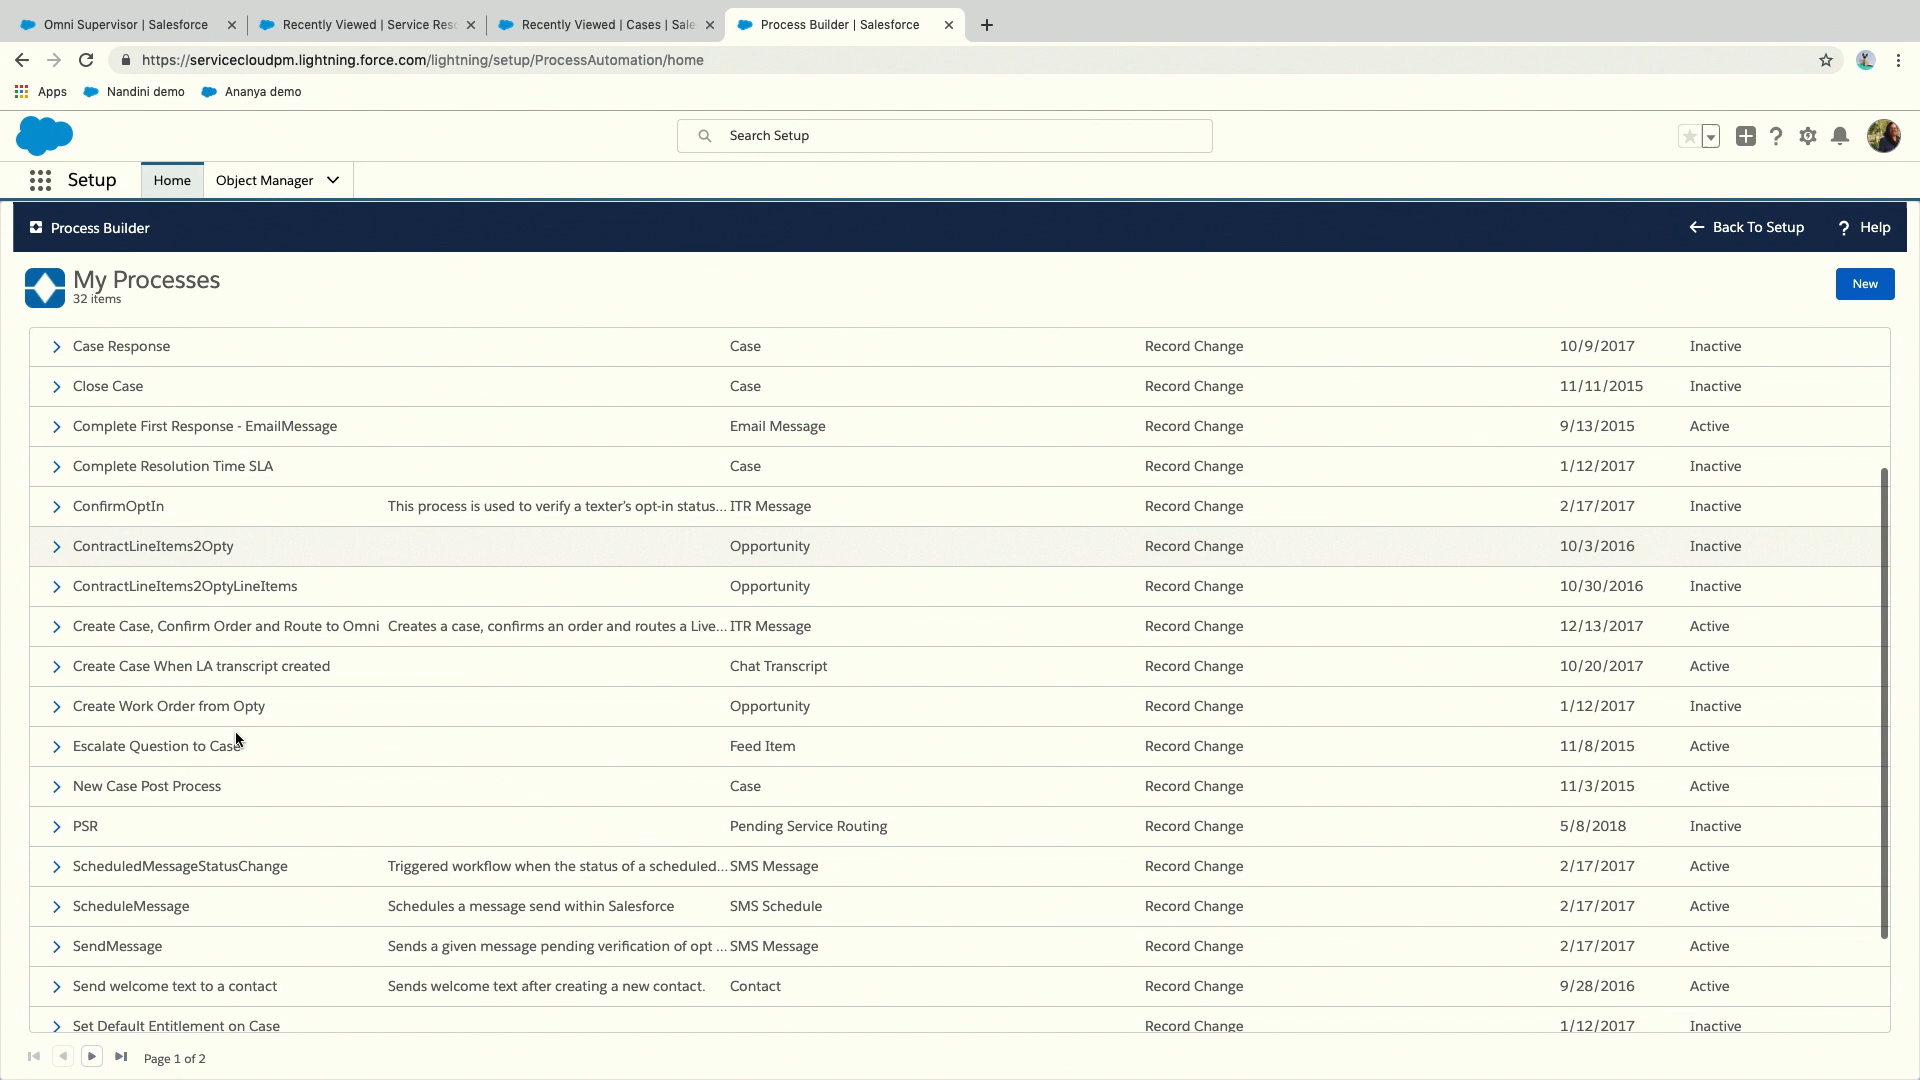 Omni Supervisor | Salesforce
Recently Viewed | Service Reso
Recently Viewed | Cases | Sale
Process Builder | Salesforce
https://servicecloudpm.lightning.force.com/lightning/setup/ProcessAutomation/home
Apps Nandini demo Ananya demo
Search Setup
Setup Home Object Manager
Process Builder Back To Setup ? Help
My Processes
32 items
New
Case Response Case Record Change 10/9/2017 Inactive
Close Case Case Record Change 11/11/2015 Inactive
Complete First Response - EmailMessage Email Message Record Change 9/13/2015 Active
Complete Resolution Time SLA Case Record Change 1/12/2017 Inactive
ConfirmOptIn This process is used to verify a texter's opt-in status... ITR Message Record Change 2/17/2017 Inactive
ContractLineItems2Opty Opportunity Record Change 10/3/2016 Inactive
ContractLineItems2OptyLineItems Opportunity Record Change 10/30/2016 Inactive
Create Case, Confirm Order and Route to Omni Creates a case, confirms an order and routes a Live... ITR Message Record Change 12/13/2017 Active
Create Case When LA transcript created Chat Transcript Record Change 10/20/2017 Active
Create Work Order from Opty Opportunity Record Change 1/12/2017 Inactive
Escalate Question to Case Feed Item Record Change 11/8/2015 Active
New Case Post Process Case Record Change 11/3/2015 Active
PSR Pending Service Routing Record Change 5/8/2018 Inactive
ScheduledMessageStatusChange Triggered workflow when the status of a scheduled... SMS Message Record Change 2/17/2017 Active
ScheduleMessage Schedules a message send within Salesforce SMS Schedule Record Change 2/17/2017 Active
SendMessage Sends a given message pending verification of opt ... SMS Message Record Change 2/17/2017 Active
Send welcome text to a contact Sends welcome text after creating a new contact. Contact Record Change 9/28/2016 Active
Set Default Entitlement on Case Record Change 1/12/2017 Inactive
Page 1 of 2